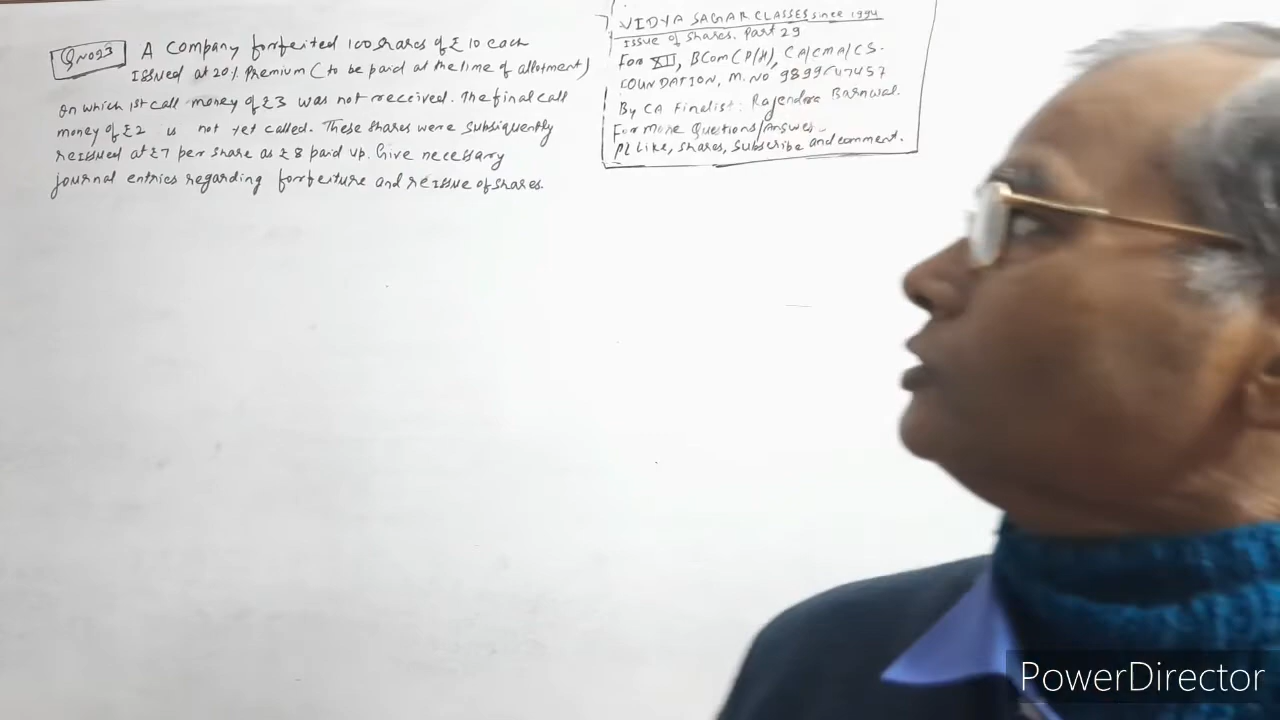 Q NO 93 A company forfeited 100 shares of ₹ 10 each
issued at 20% Premium ( to be paid at the time of allotment)
on which 1st call money of ₹3 was not received. The final call
money of ₹2 is not yet called. These shares were subsiquently
reissued at ₹7 per share as ₹8 paid up. Give necessary
journal entries regarding forfeiture and reissue of shares.
VIDYA SAGAR CLASSES since 1994
Issue of shares. Part 29
For XII, BCom(P/H), CA/CMA/CS.
FOUNDATION, M.No
By CA Finalist: Rajendra Barnwal.
For More Questions/Answer
PL Like, shares, subscribe and comment.
PowerDirector